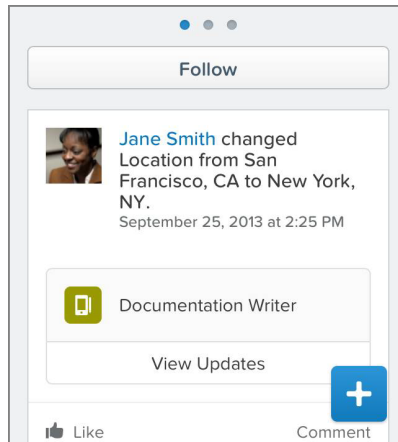 Follow
Jane Smith changed
Location from San
Francisco, CA to New York,
NY.
September 25, 2013 at 2:25 PM
Documentation Writer
View Updates
+
Like
Comment